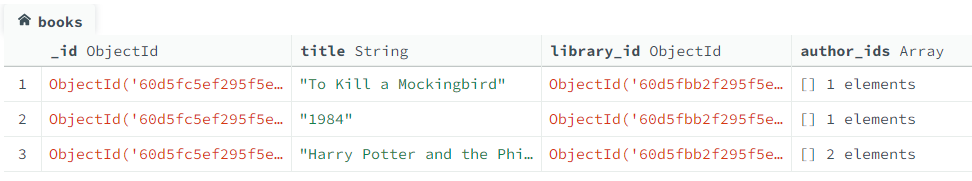 books
_id ObjectId title String library_id ObjectId author_ids Array
1 ObjectId('60d5fc5ef295f5e… "To Kill a Mockingbird" ObjectId('60d5fbb2f295f5e… [] 1 elements
2 ObjectId('60d5fc5ef295f5e… "1984" ObjectId('60d5fbb2f295f5e… [] 1 elements
3 ObjectId('60d5fc5ef295f5e… "Harry Potter and the Phi… ObjectId('60d5fbb2f295f5e… [] 2 elements